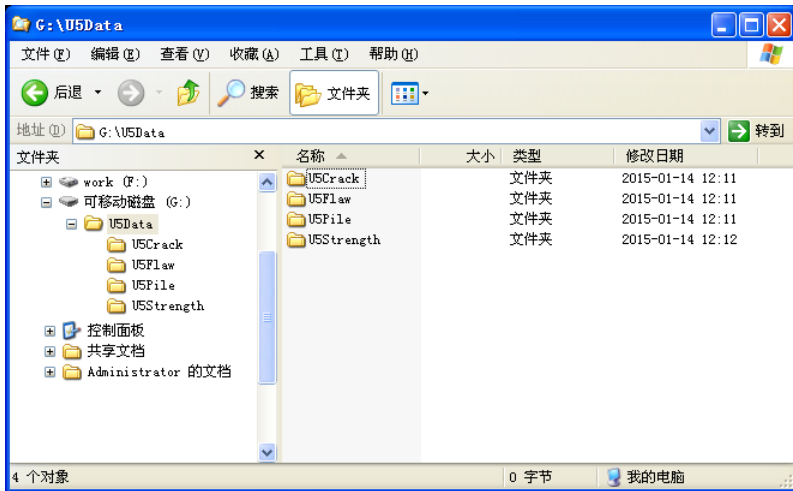 G:\U5Data
文件(F) 编辑(E) 查看(V) 收藏(A) 工具(T) 帮助(H)
后退 搜索 文件夹
地址(D) G:\U5Data 转到
文件夹 × 名称 大小 类型 修改日期
work (F:)
可移动磁盘 (G:)
U5Data
U5Crack
U5Flaw
U5Pile
U5Strength
控制面板
共享文档
Administrator 的文档
U5Crack 文件夹 2015-01-14 12:11
U5Flaw 文件夹 2015-01-14 12:11
U5Pile 文件夹 2015-01-14 12:11
U5Strength 文件夹 2015-01-14 12:12
4 个对象 0 字节 我的电脑